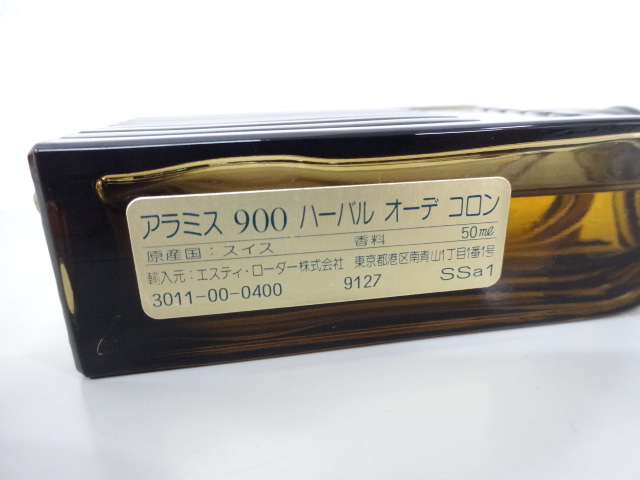 アラミス 900 ハーバル オーデ コロン
原産国：スイス 香料 50ml
輸入元：エスティ・ローダー株式会社 東京都港区南青山1丁目1番1号
3011-00-0400 9127 SSa1